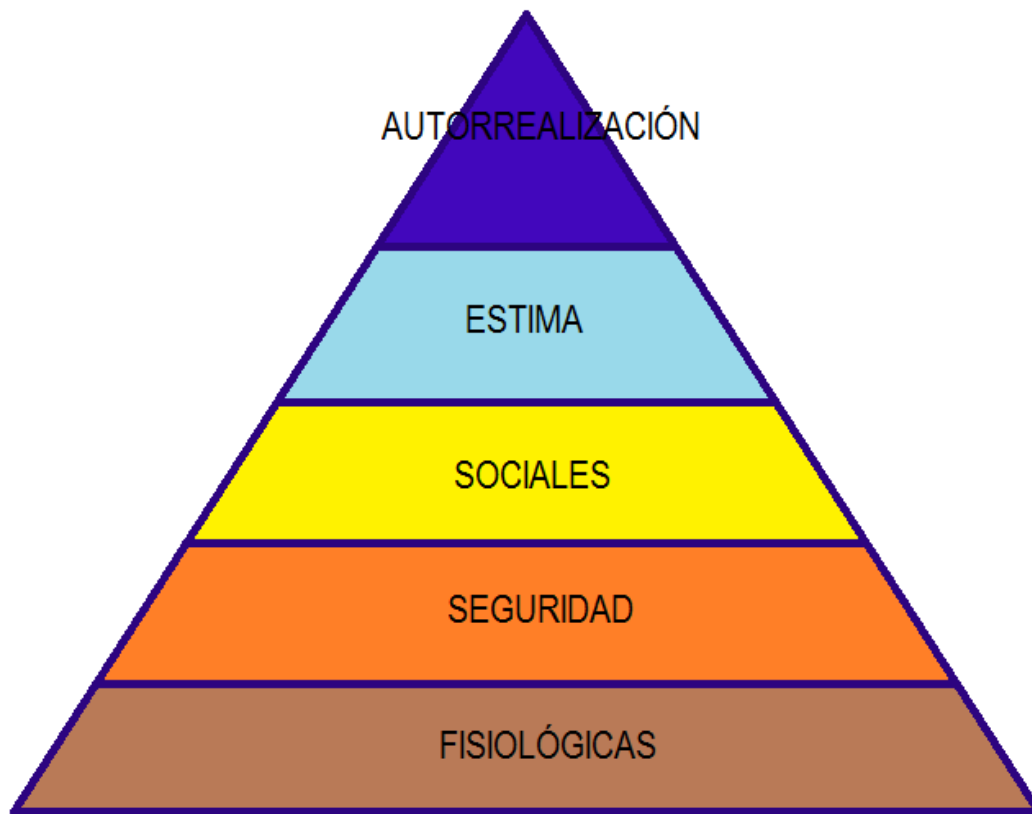 AUTORREALIZACIÓN
ESTIMA
SOCIALES
SEGURIDAD
FISIOLÓGICAS